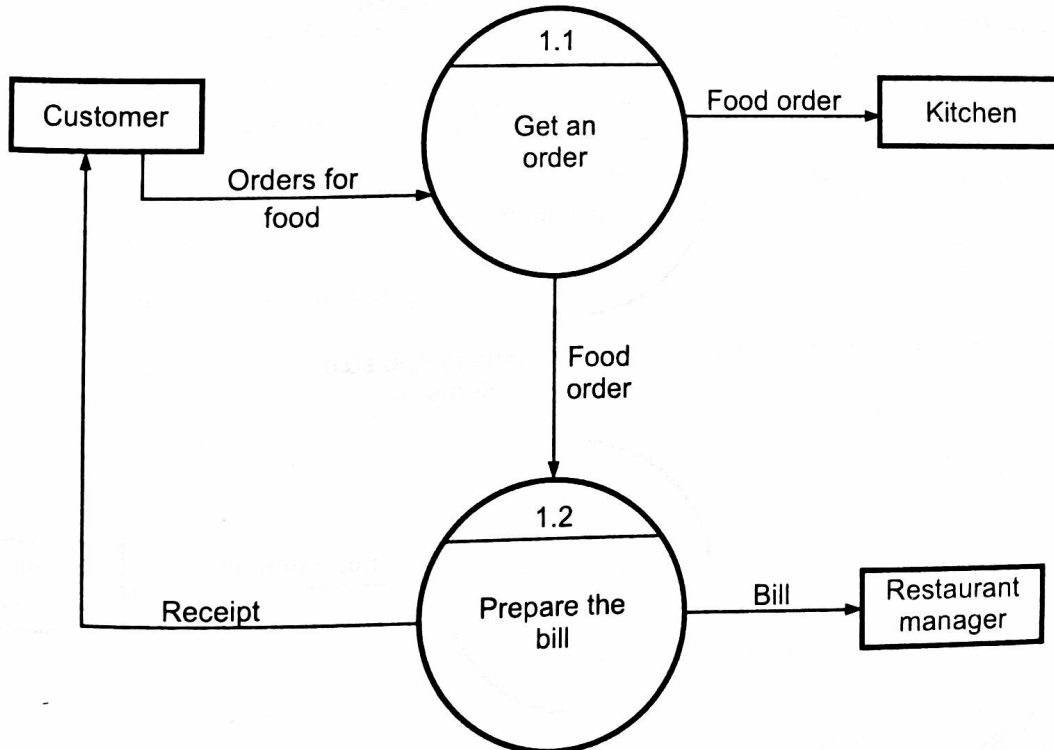 1.1
Customer
Get an
order
Food order
Kitchen
Orders for
food
Food
order
1.2
Prepare the
bill
Receipt
Bill
Restaurant
manager